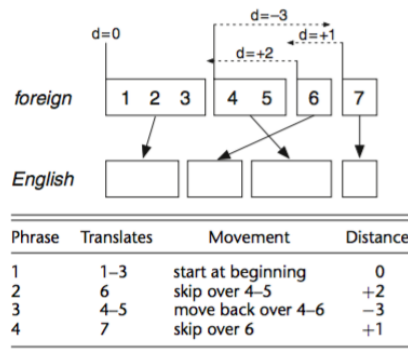 d=–3
d=0
d=+1
d=+2
foreign 1 2 3 4 5 6 7
English
Phrase Translates Movement Distance
1 1–3 start at beginning 0
2 6 skip over 4–5 +2
3 4–5 move back over 4–6 –3
4 7 skip over 6 +1